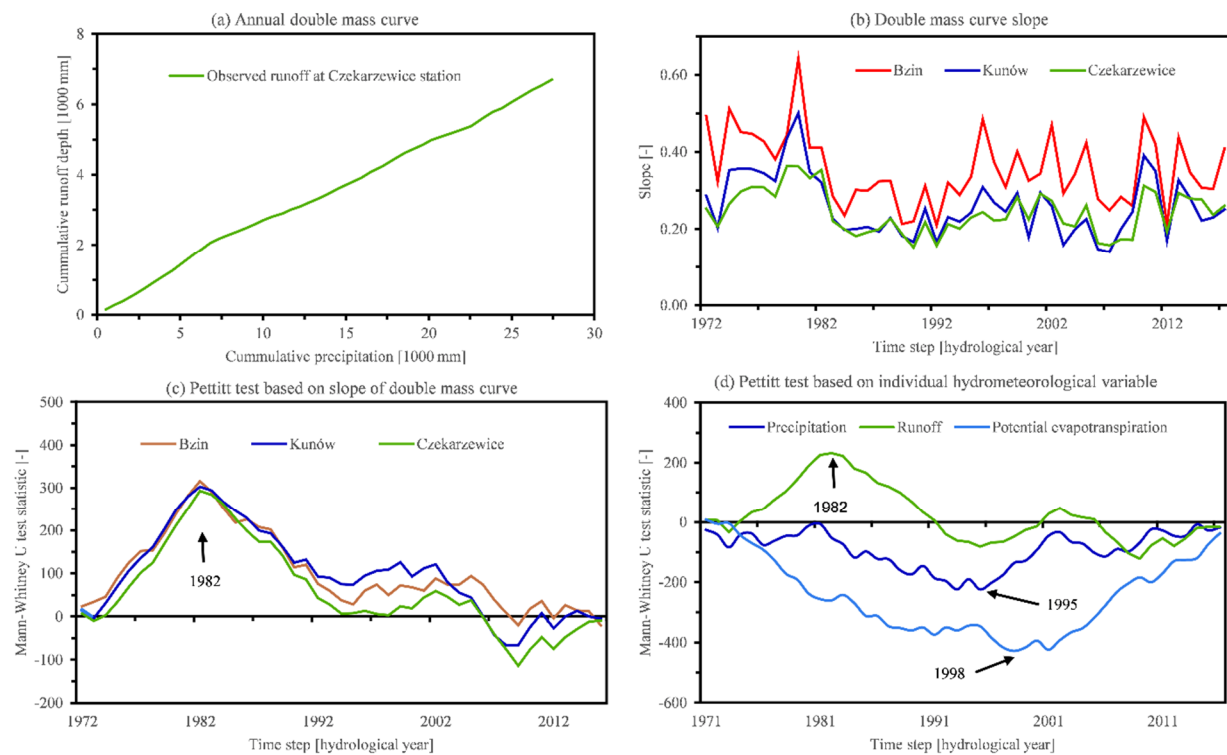 (a) Annual double mass curve
8
6
4
2
0
Cummulative runoff depth [1000 mm]
Observed runoff at Czekarzewice station
0 5 10 15 20 25 30
Cummulative precipitation [1000 mm]
(b) Double mass curve slope
0.60
0.40
0.20
0.00
Slope [-]
Bzin Kunów Czekarzewice
1972 1982 1992 2002 2012
Time step [hydrological year]
(c) Pettitt test based on slope of double mass curve
500
400
300
200
100
0
-100
-200
Mann-Whitney U test statistic [-]
Bzin Kunów Czekarzewice
1982
1972 1982 1992 2002 2012
Time step [hydrological year]
(d) Pettitt test based on individual hydrometeorological variable
400
200
0
-200
-400
-600
Mann-Whitney U test statistic [-]
Precipitation Runoff Potential evapotranspiration
1982
1995
1998
1971 1981 1991 2001 2011
Time step [hydrological year]